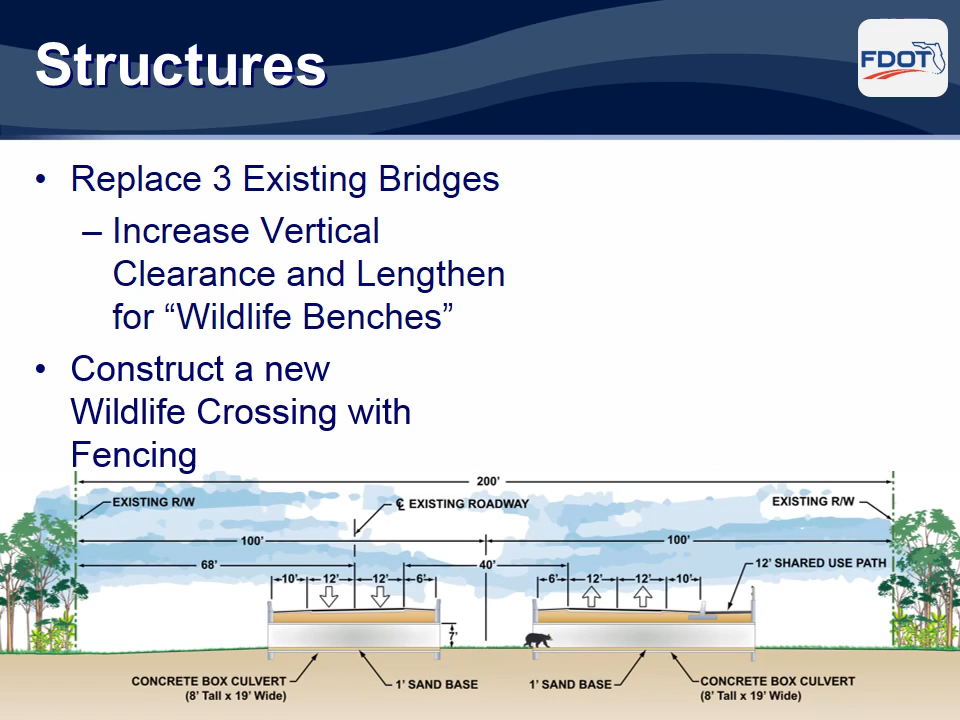 Structures
FDOT
• Replace 3 Existing Bridges
– Increase Vertical
Clearance and Lengthen
for “Wildlife Benches”
• Construct a new
Wildlife Crossing with
Fencing
200'
EXISTING R/W
℄ EXISTING ROADWAY
EXISTING R/W
100'
100'
68'
40'
12' SHARED USE PATH
10'
12'
12'
6'
6'
12'
12'
10'
7'
CONCRETE BOX CULVERT
(8' Tall x 19' Wide)
1' SAND BASE
1' SAND BASE
CONCRETE BOX CULVERT
(8' Tall x 19' Wide)